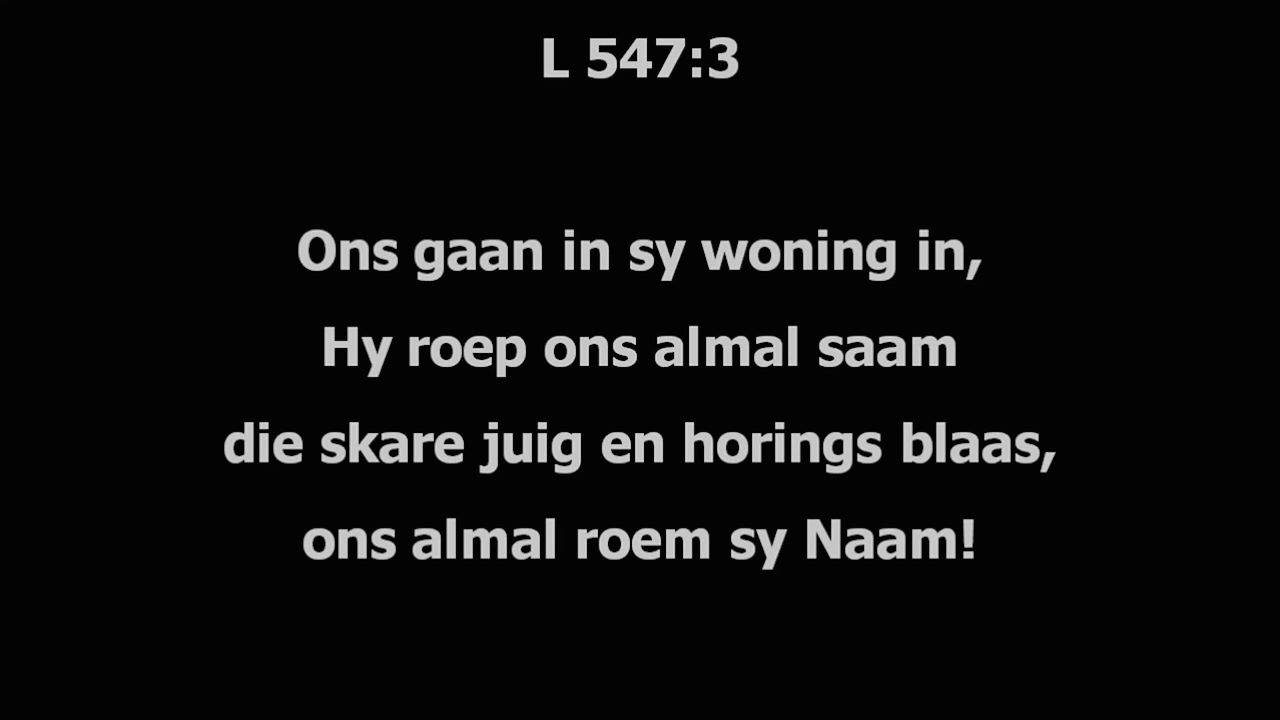 L 547:3
Ons gaan in sy woning in,
Hy roep ons almal saam
die skare juig en horings blaas,
ons almal roem sy Naam!